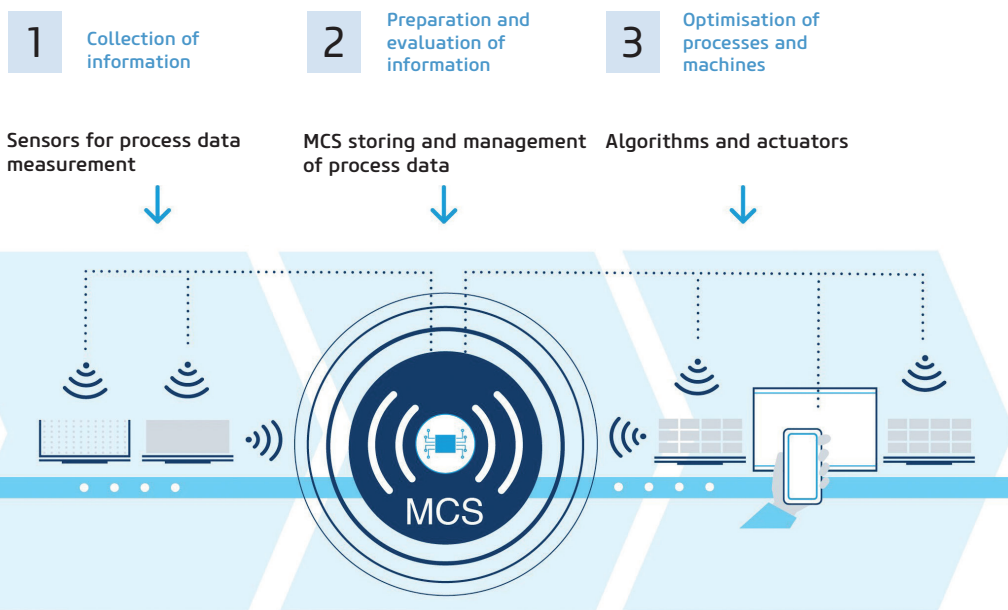 1
Collection of
information
2
Preparation and
evaluation of
information
3
Optimisation of
processes and
machines
Sensors for process data
measurement
MCS storing and management
of process data
Algorithms and actuators
MCS